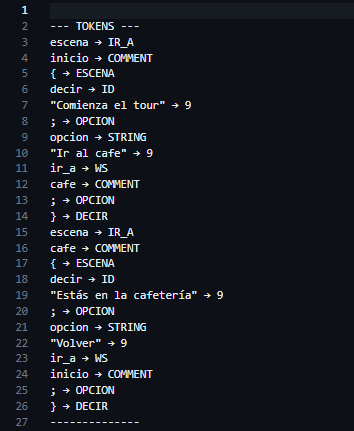 1
2 --- TOKENS ---
3 escena → IR_A
4 inicio → COMMENT
5 { → ESCENA
6 decir → ID
7 "Comienza el tour" → 9
8 ; → OPCION
9 opcion → STRING
10 "Ir al cafe" → 9
11 ir_a → WS
12 cafe → COMMENT
13 ; → OPCION
14 } → DECIR
15 escena → IR_A
16 cafe → COMMENT
17 { → ESCENA
18 decir → ID
19 "Estás en la cafetería" → 9
20 ; → OPCION
21 opcion → STRING
22 "Volver" → 9
23 ir_a → WS
24 inicio → COMMENT
25 ; → OPCION
26 } → DECIR
27 --------------